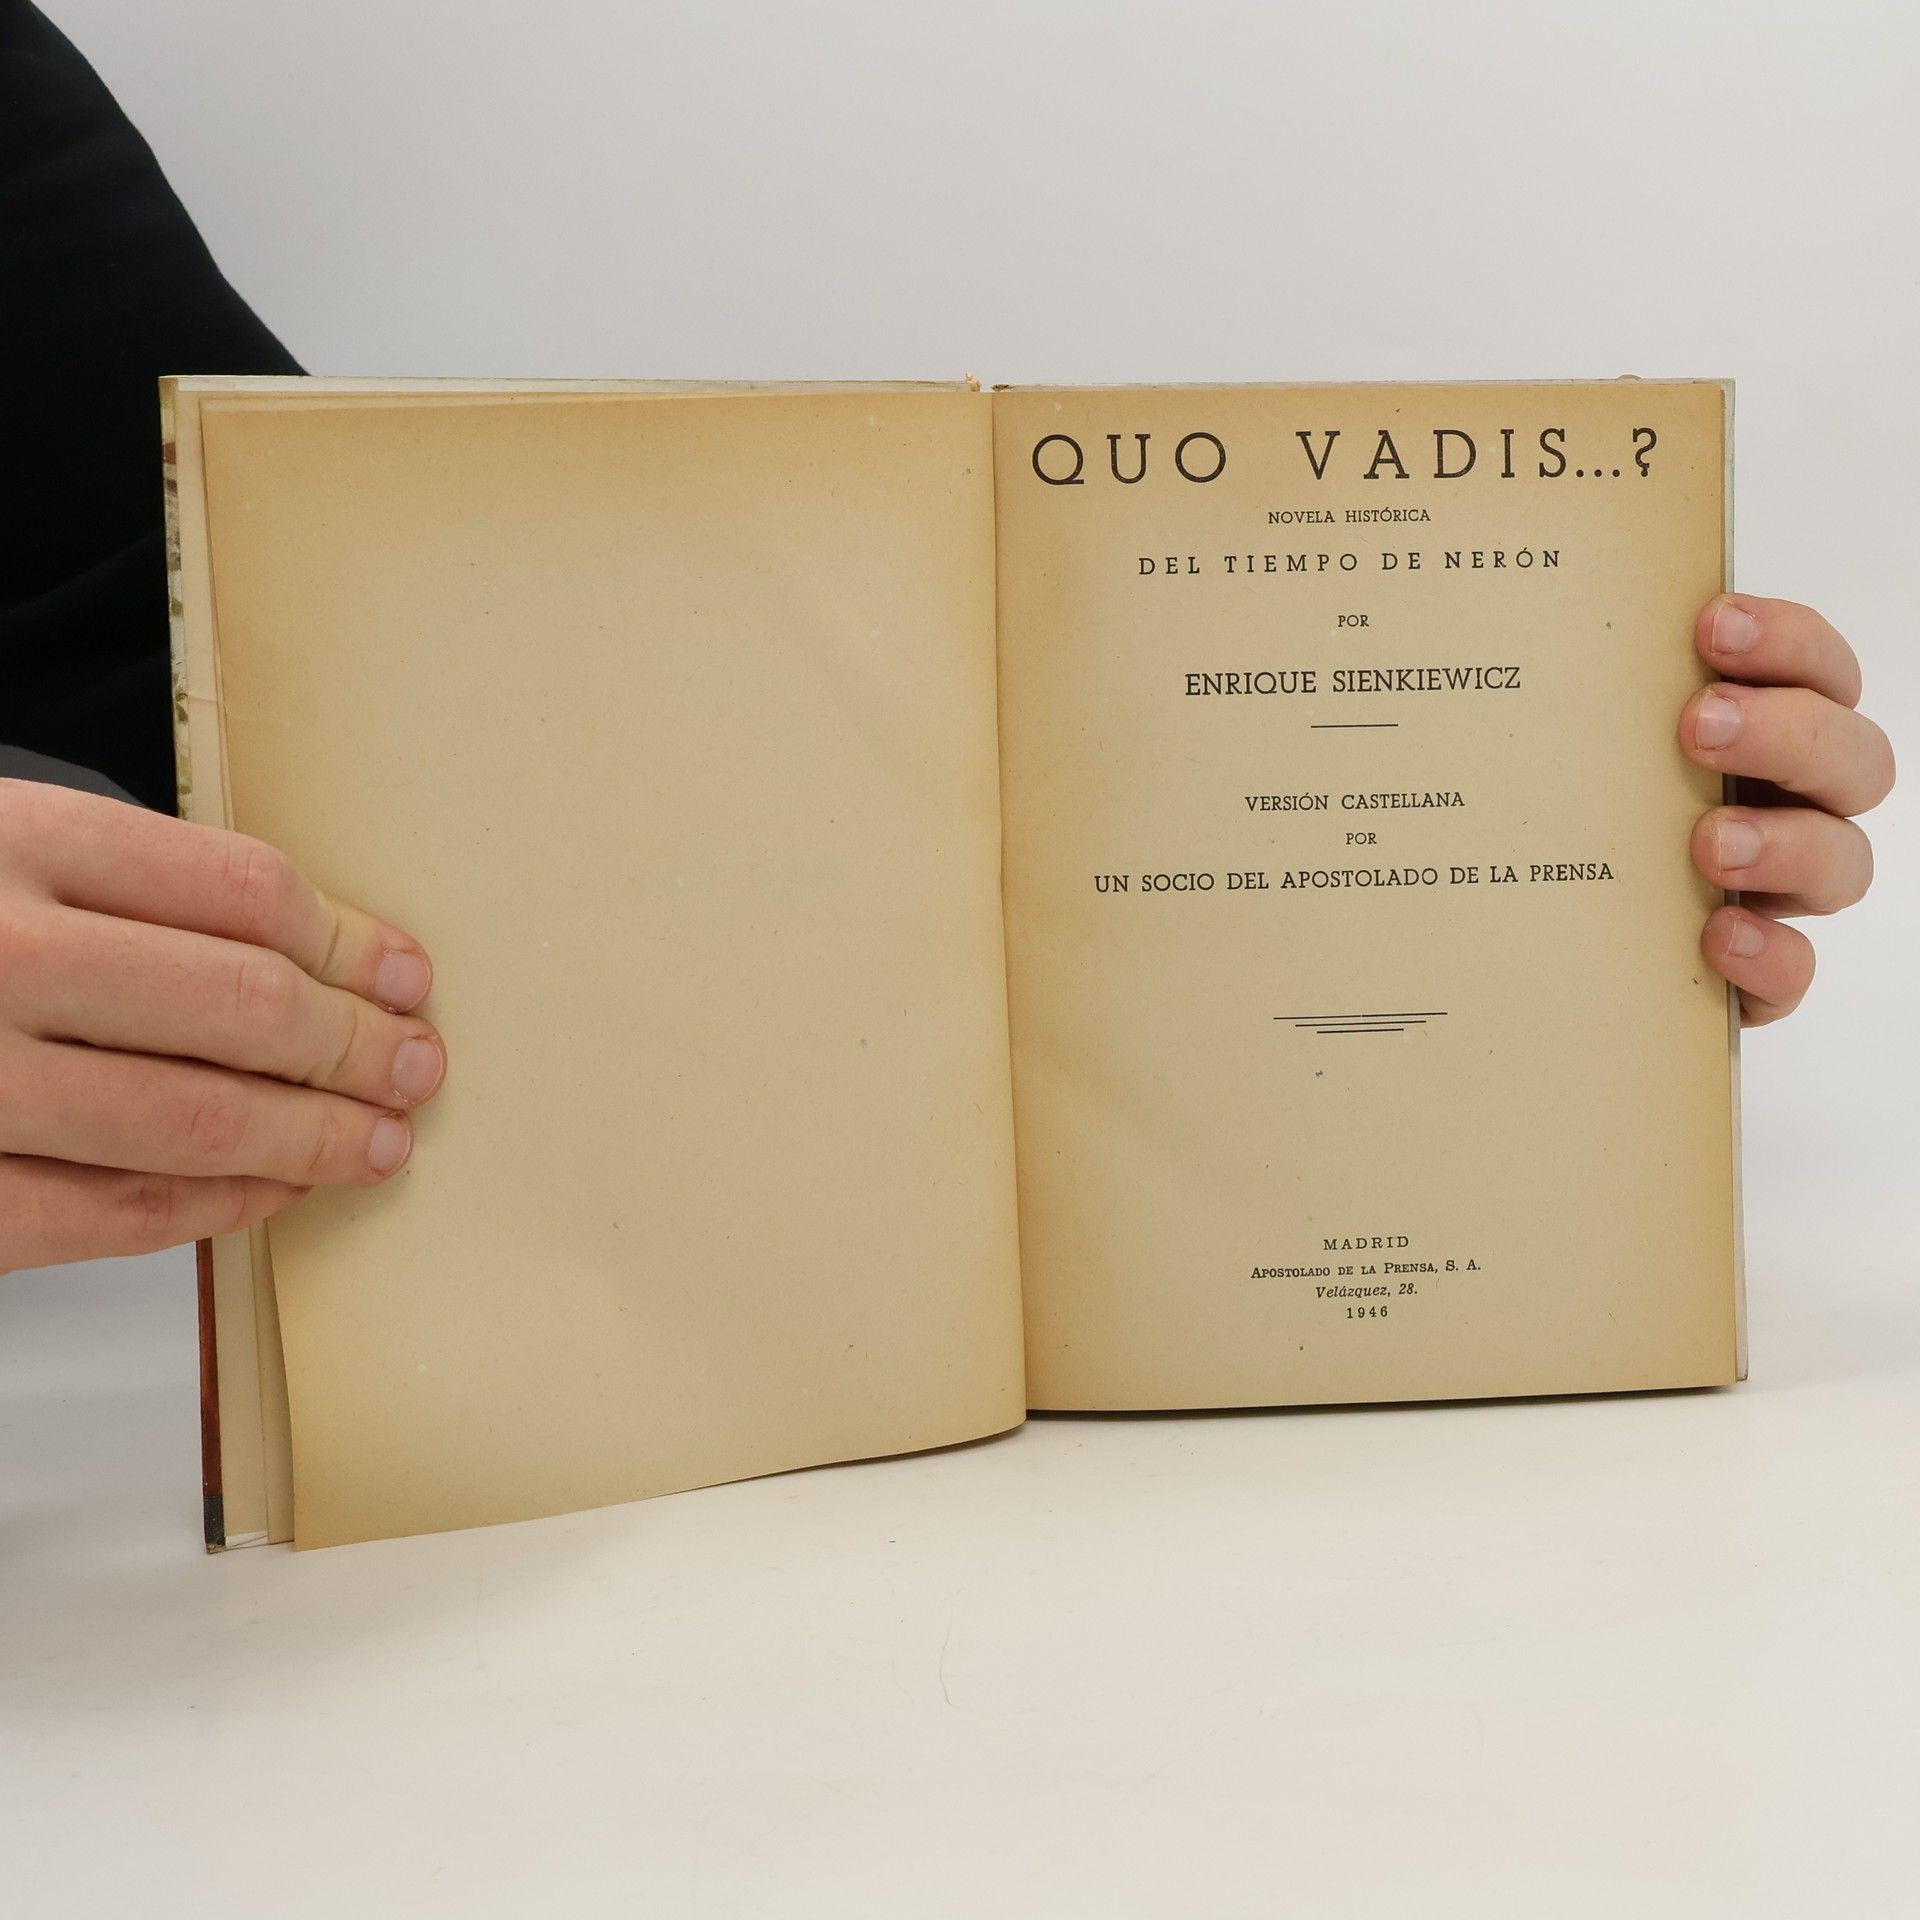 QUO VADIS...?
NOVELA HISTÓRICA
DEL TIEMPO DE NERÓN
POR
ENRIQUE SIENKIEWICZ
VERSIÓN CASTELLANA
POR
UN SOCIO DEL APOSTOLADO DE LA PRENSA
MADRID
APOSTOLADO DE LA PRENSA, S. A.
Velázquez, 28.
1946